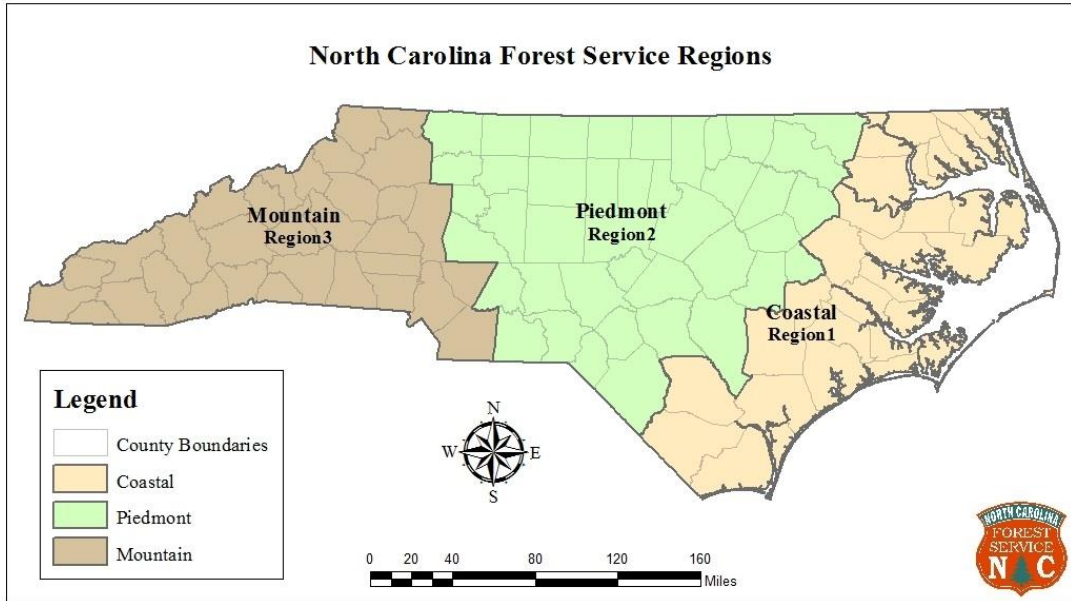 North Carolina Forest Service Regions
Mountain
Region3
Piedmont
Region2
Coastal
Region1
Legend
County Boundaries
Coastal
Piedmont
Mountain
N
W E
S
0 20 40 80 120 160
Miles
NORTH CAROLINA
FOREST
SERVICE
N C